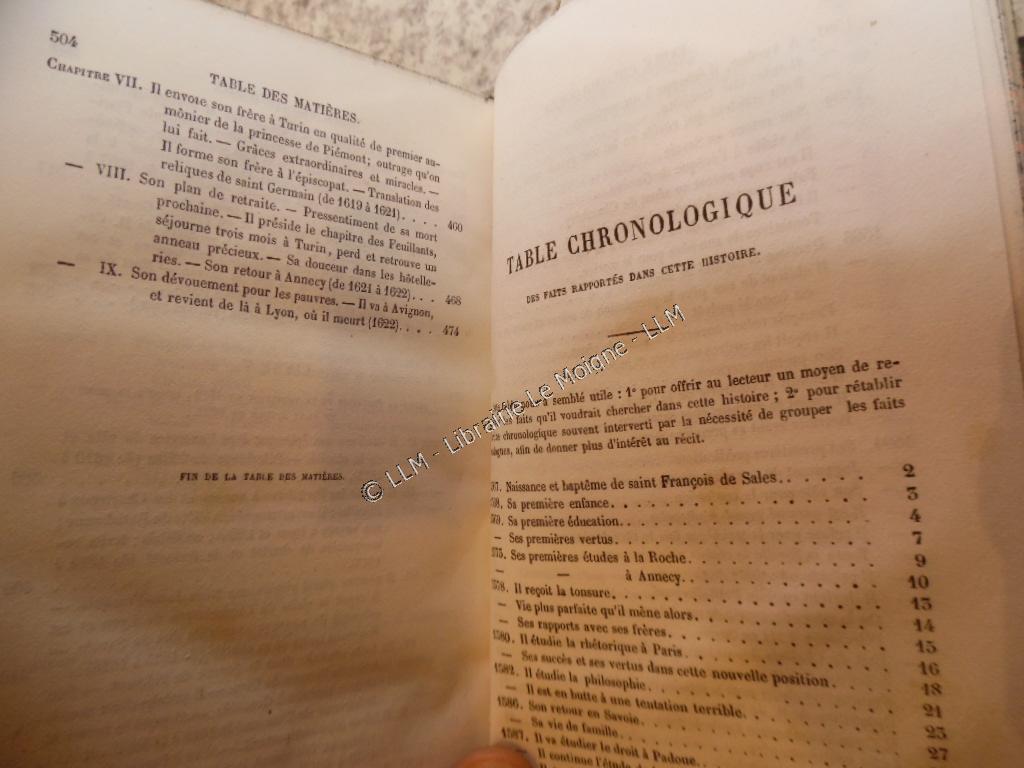 504
TABLE DES MATIÈRES.
CHAPITRE VII. Il envoie son frère à Turin en qualité de premier au-
mônier de la princesse de Piémont; outrage qu'on
lui fait. — Grâces extraordinaires et miracles. —
Il forme son frère à l'épiscopat. — Translation des
reliques de saint Germain (de 1619 à 1621). . . . 460
— VIII. Son plan de retraite. — Pressentiment de sa mort
prochaine. — Il préside le chapitre des Feuillants,
séjourne trois mois à Turin, perd et retrouve un
anneau précieux. — Sa douceur dans les hôtelle-
ries. — Son retour à Annecy (de 1621 à 1622). . . 468
— IX. Son dévouement pour les pauvres. — Il va à Avignon,
et revient de là à Lyon, où il meurt (1622). . . . 474
FIN DE LA TABLE DES MATIÈRES.
TABLE CHRONOLOGIQUE
DES FAITS RAPPORTÉS DANS CETTE HISTOIRE.
a semblé utile : 1° pour offrir au lecteur un moyen de re-
faits qu'il voudrait chercher dans cette histoire ; 2° pour rétablir
chronologique souvent interverti par la nécessité de grouper les faits
afin de donner plus d'intérêt au récit.
Naissance et baptême de saint François de Sales. . . . . . 2
Sa première enfance. . . . . . . . . . 3
Sa première éducation. . . . . . . . . . 4
— Ses premières vertus. . . . . . . . . . 7
Ses premières études à la Roche. . . . . . . . 9
— — à Annecy. . . . . . . . 10
Il reçoit la tonsure. . . . . . . . . . 13
— Vie plus parfaite qu'il mène alors. . . . . . . . 14
— Ses rapports avec ses frères. . . . . . . . . 15
1580. Il étudie la rhétorique à Paris. . . . . . . . 16
— Ses succès et ses vertus dans cette nouvelle position. . . . . 18
1582. Il étudie la philosophie. . . . . . . . . 21
— Il est en butte à une tentation terrible. . . . . . . 23
1586. Son retour en Savoie. . . . . . . . . 27
— Sa vie de famille. . . . . . . . .
1587. Il va étudier le droit à Padoue. . . . . .
Il continue l'étude
© LLM - Librairie Le Moigne - LLM